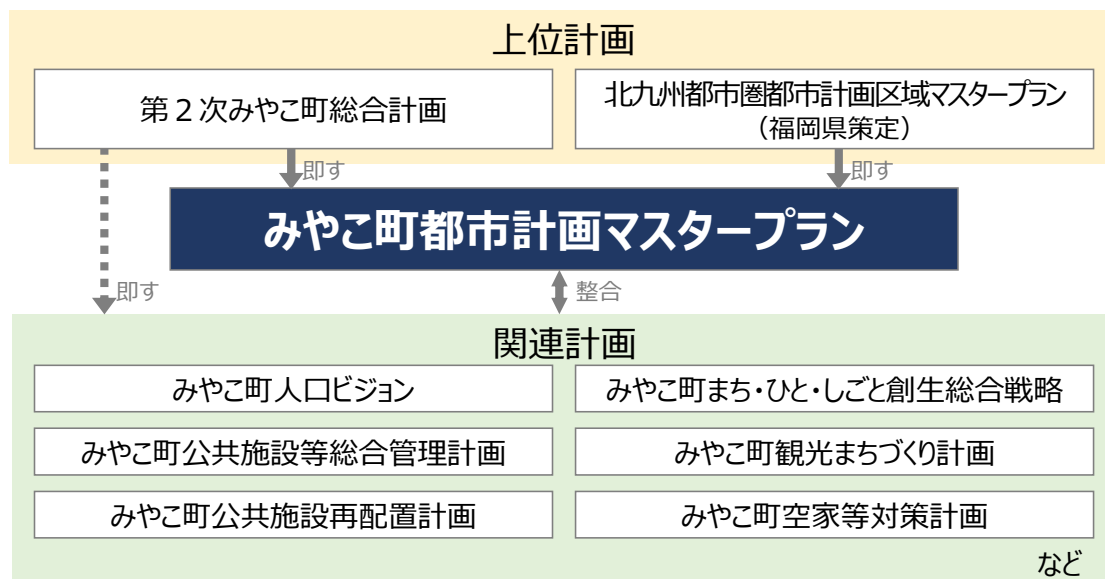 上位計画
第２次みやこ町総合計画
北九州都市圏都市計画区域マスタープラン
（福岡県策定）
即す
即す
みやこ町都市計画マスタープラン
即す
整合
関連計画
みやこ町人口ビジョン
みやこ町まち・ひと・しごと創生総合戦略
みやこ町公共施設等総合管理計画
みやこ町観光まちづくり計画
みやこ町公共施設再配置計画
みやこ町空家等対策計画
など